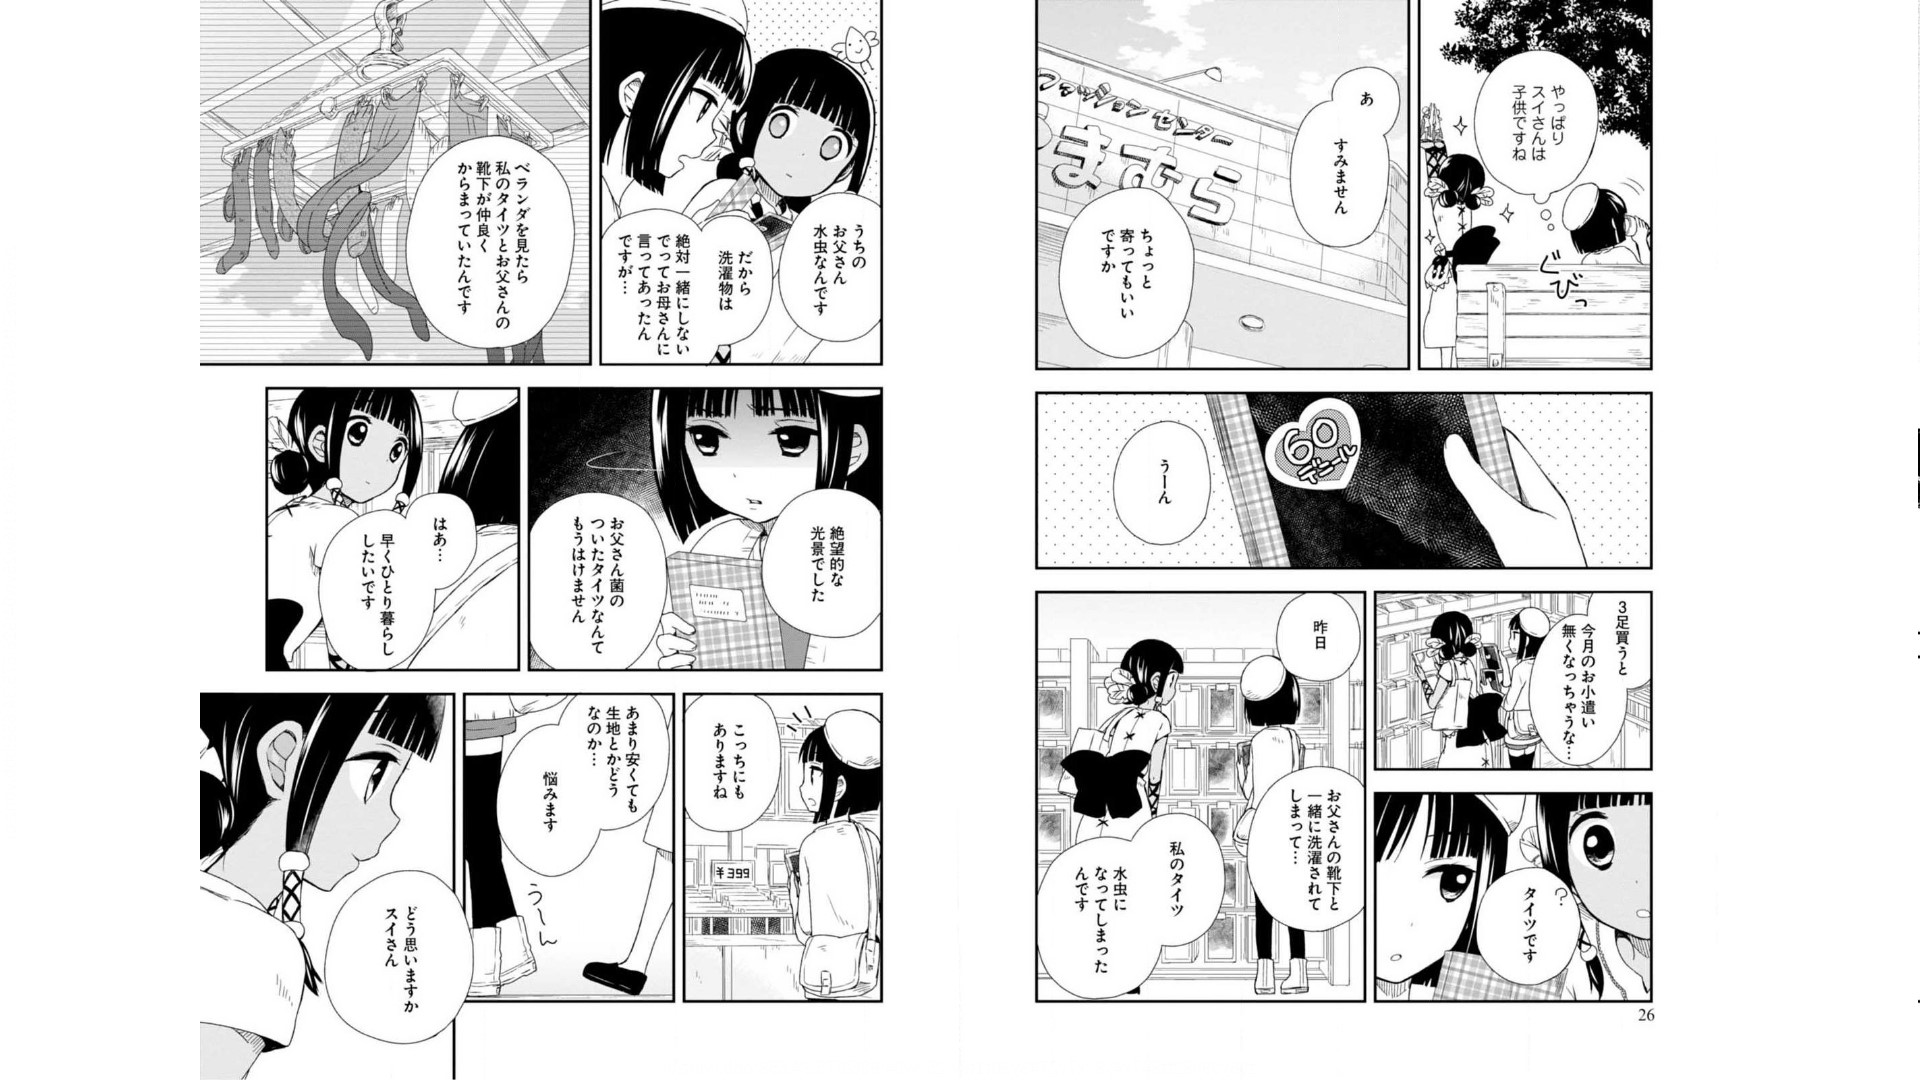 やっぱり
スイさんは
子供ですね
ぐびっ
あ
すみません
ファッションセンター
まむら
ちょっと
寄ってもいい
ですか
60
デニール
うーん
3足買うと
今月のお小遣い
無くなっちゃうな…
?
タイツです
昨日
お父さんの靴下と
一緒に洗濯されて
しまって…
私のタイツ
水虫に
なってしまった
んです
26
うちの
お父さん
水虫なんです
だから
洗濯物は
絶対一緒にしない
でってお母さんに
言ってあったん
ですが…
ベランダを見たら
私のタイツとお父さんの
靴下が仲良く
からまっていたんです
絶望的な
光景でした
お父さん菌の
ついたタイツなんて
もうはけません
はあ…
早くひとり暮らし
したいです
こっちにも
ありますね
¥399
あまり安くても
生地とかどう
なのか…
悩みます
う〜ん
どう思いますか
スイさん